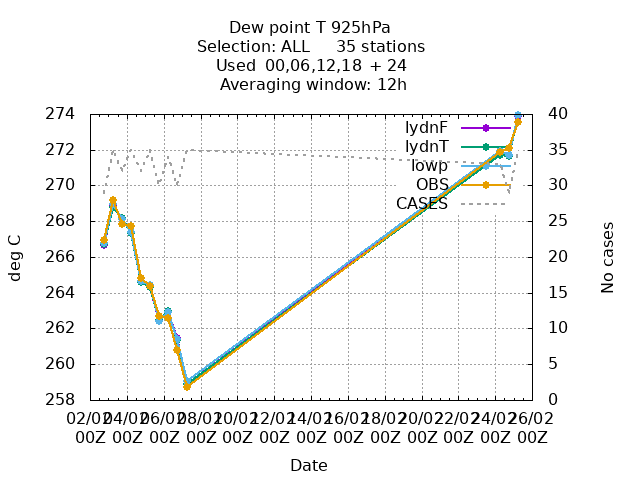 Dew point T 925hPa
Selection: ALL 35 stations
Used 00,06,12,18 + 24
Averaging window: 12h
274
272
270
268
266
264
262
260
258
deg C
40
35
30
25
20
15
10
5
0
No cases
lydnF
lydnT
lowp
OBS
CASES
02/02 04/02 06/02 08/02 10/02 12/02 14/02 16/02 18/02 20/02 22/02 24/02 26/02
00Z 00Z 00Z 00Z 00Z 00Z 00Z 00Z 00Z 00Z 00Z 00Z 00Z
Date